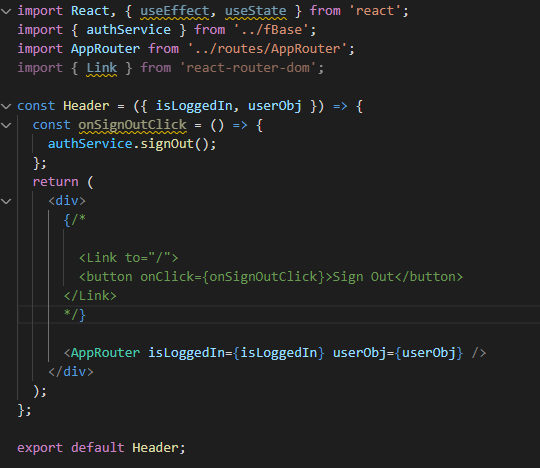 import React, { useEffect, useState } from 'react';
import { authService } from '../fBase';
import AppRouter from '../routes/AppRouter';
import { Link } from 'react-router-dom';

const Header = ({ isLoggedIn, userObj }) => {
  const onSignOutClick = () => {
    authService.signOut();
  };
  return (
    <div>
      {/*

        <Link to="/">
        <button onClick={onSignOutClick}>Sign Out</button>
      </Link>
      */}

      <AppRouter isLoggedIn={isLoggedIn} userObj={userObj} />
    </div>
  );
};

export default Header;